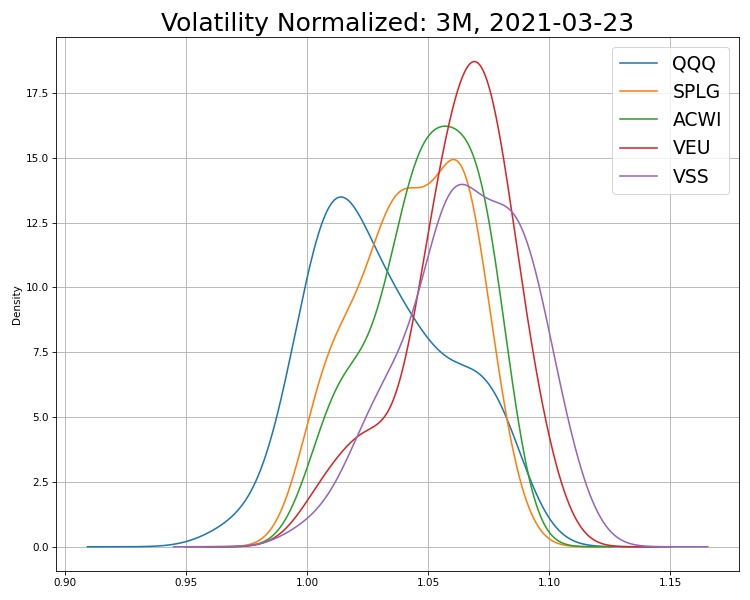 Volatility Normalized: 3M, 2021-03-23
QQQ
SPLG
ACWI
VEU
VSS
Density
17.5
15.0
12.5
10.0
7.5
5.0
2.5
0.0
0.90 0.95 1.00 1.05 1.10 1.15